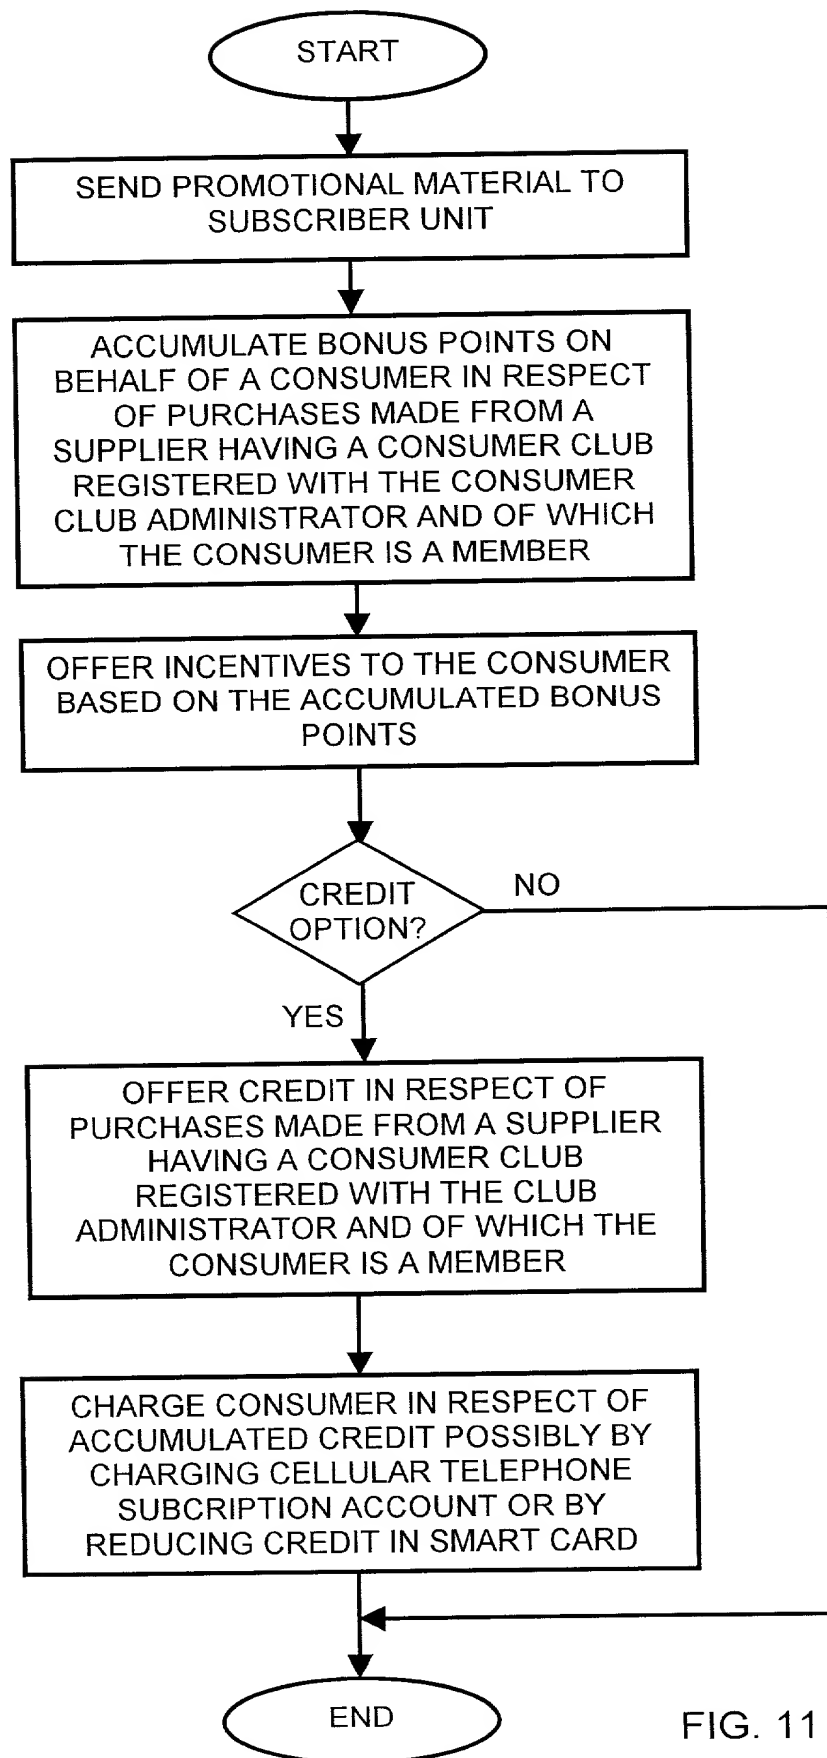 START
SEND PROMOTIONAL MATERIAL TO
SUBSCRIBER UNIT
ACCUMULATE BONUS POINTS ON
BEHALF OF A CONSUMER IN RESPECT
OF PURCHASES MADE FROM A
SUPPLIER HAVING A CONSUMER CLUB
REGISTERED WITH THE CONSUMER
CLUB ADMINISTRATOR AND OF WHICH
THE CONSUMER IS A MEMBER
OFFER INCENTIVES TO THE CONSUMER
BASED ON THE ACCUMULATED BONUS
POINTS
CREDIT
OPTION?
NO
YES
OFFER CREDIT IN RESPECT OF
PURCHASES MADE FROM A SUPPLIER
HAVING A CONSUMER CLUB
REGISTERED WITH THE CLUB
ADMINISTRATOR AND OF WHICH THE
CONSUMER IS A MEMBER
CHARGE CONSUMER IN RESPECT OF
ACCUMULATED CREDIT POSSIBLY BY
CHARGING CELLULAR TELEPHONE
SUBCRIPTION ACCOUNT OR BY
REDUCING CREDIT IN SMART CARD
END
FIG. 11